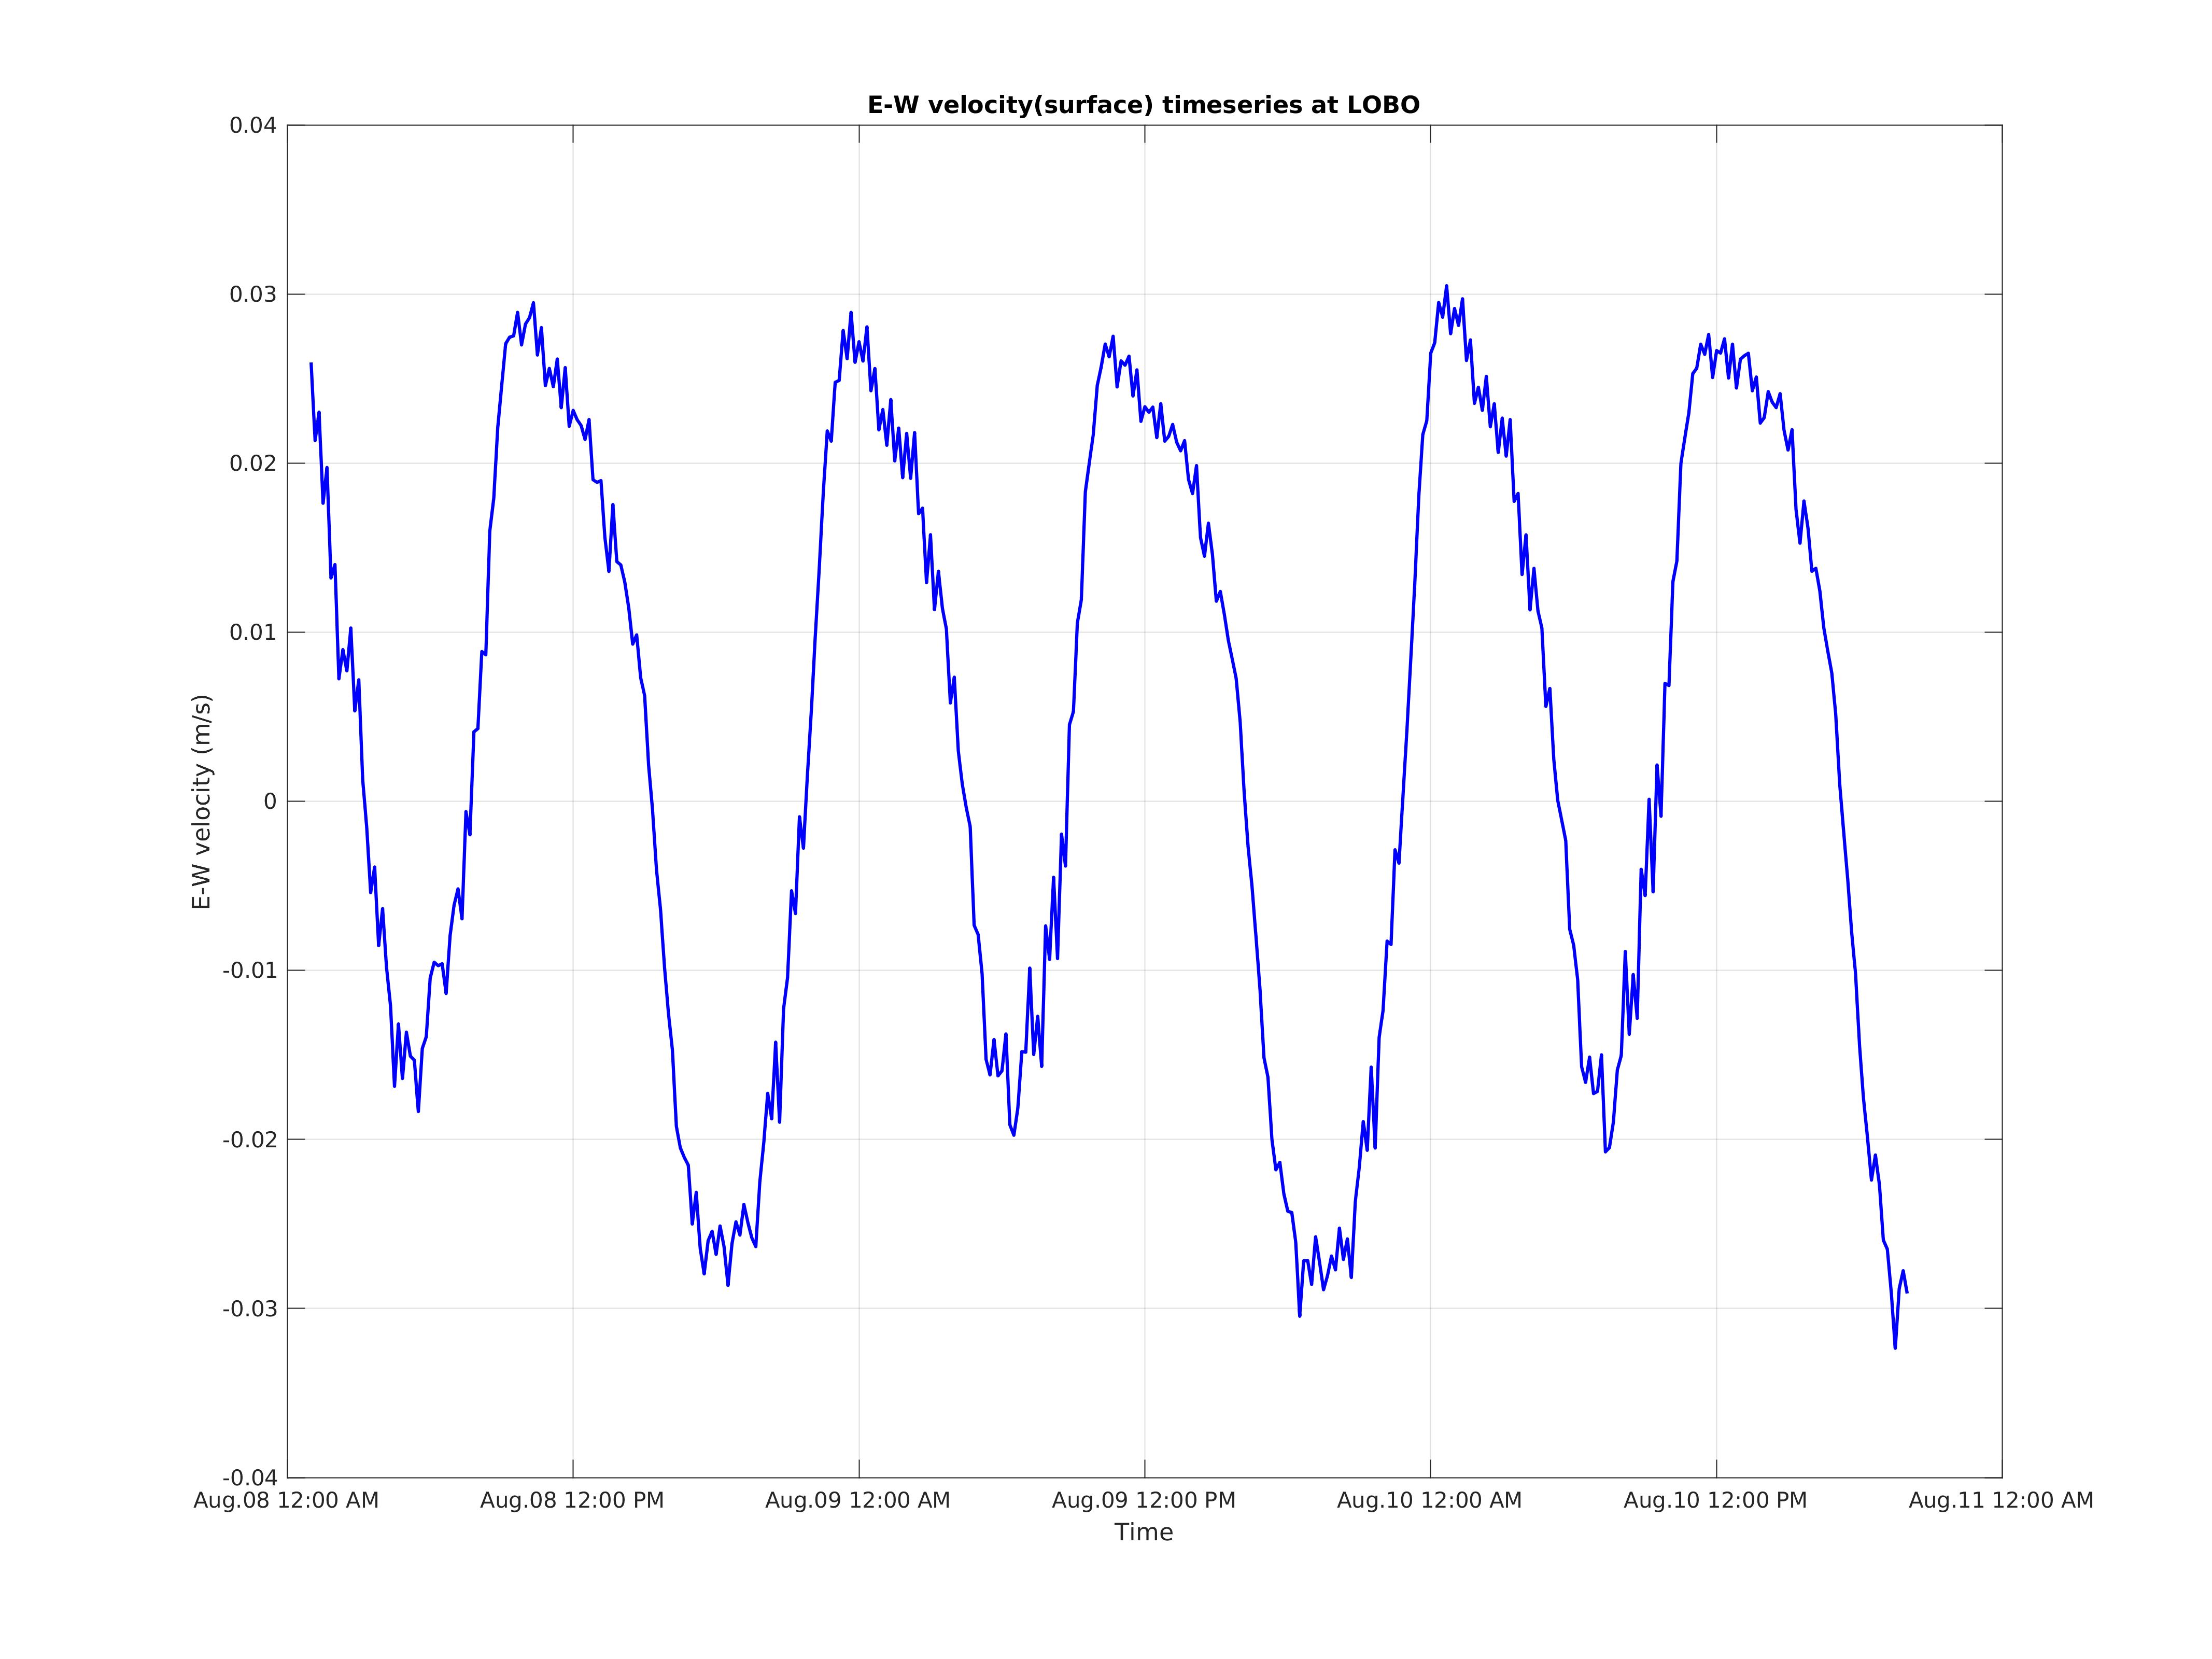 E-W velocity(surface) timeseries at LOBO
0.04
0.03
0.02
0.01
0
-0.01
-0.02
-0.03
-0.04
E-W velocity (m/s)
Aug.08 12:00 AM Aug.08 12:00 PM Aug.09 12:00 AM Aug.09 12:00 PM Aug.10 12:00 AM Aug.10 12:00 PM Aug.11 12:00 AM
Time